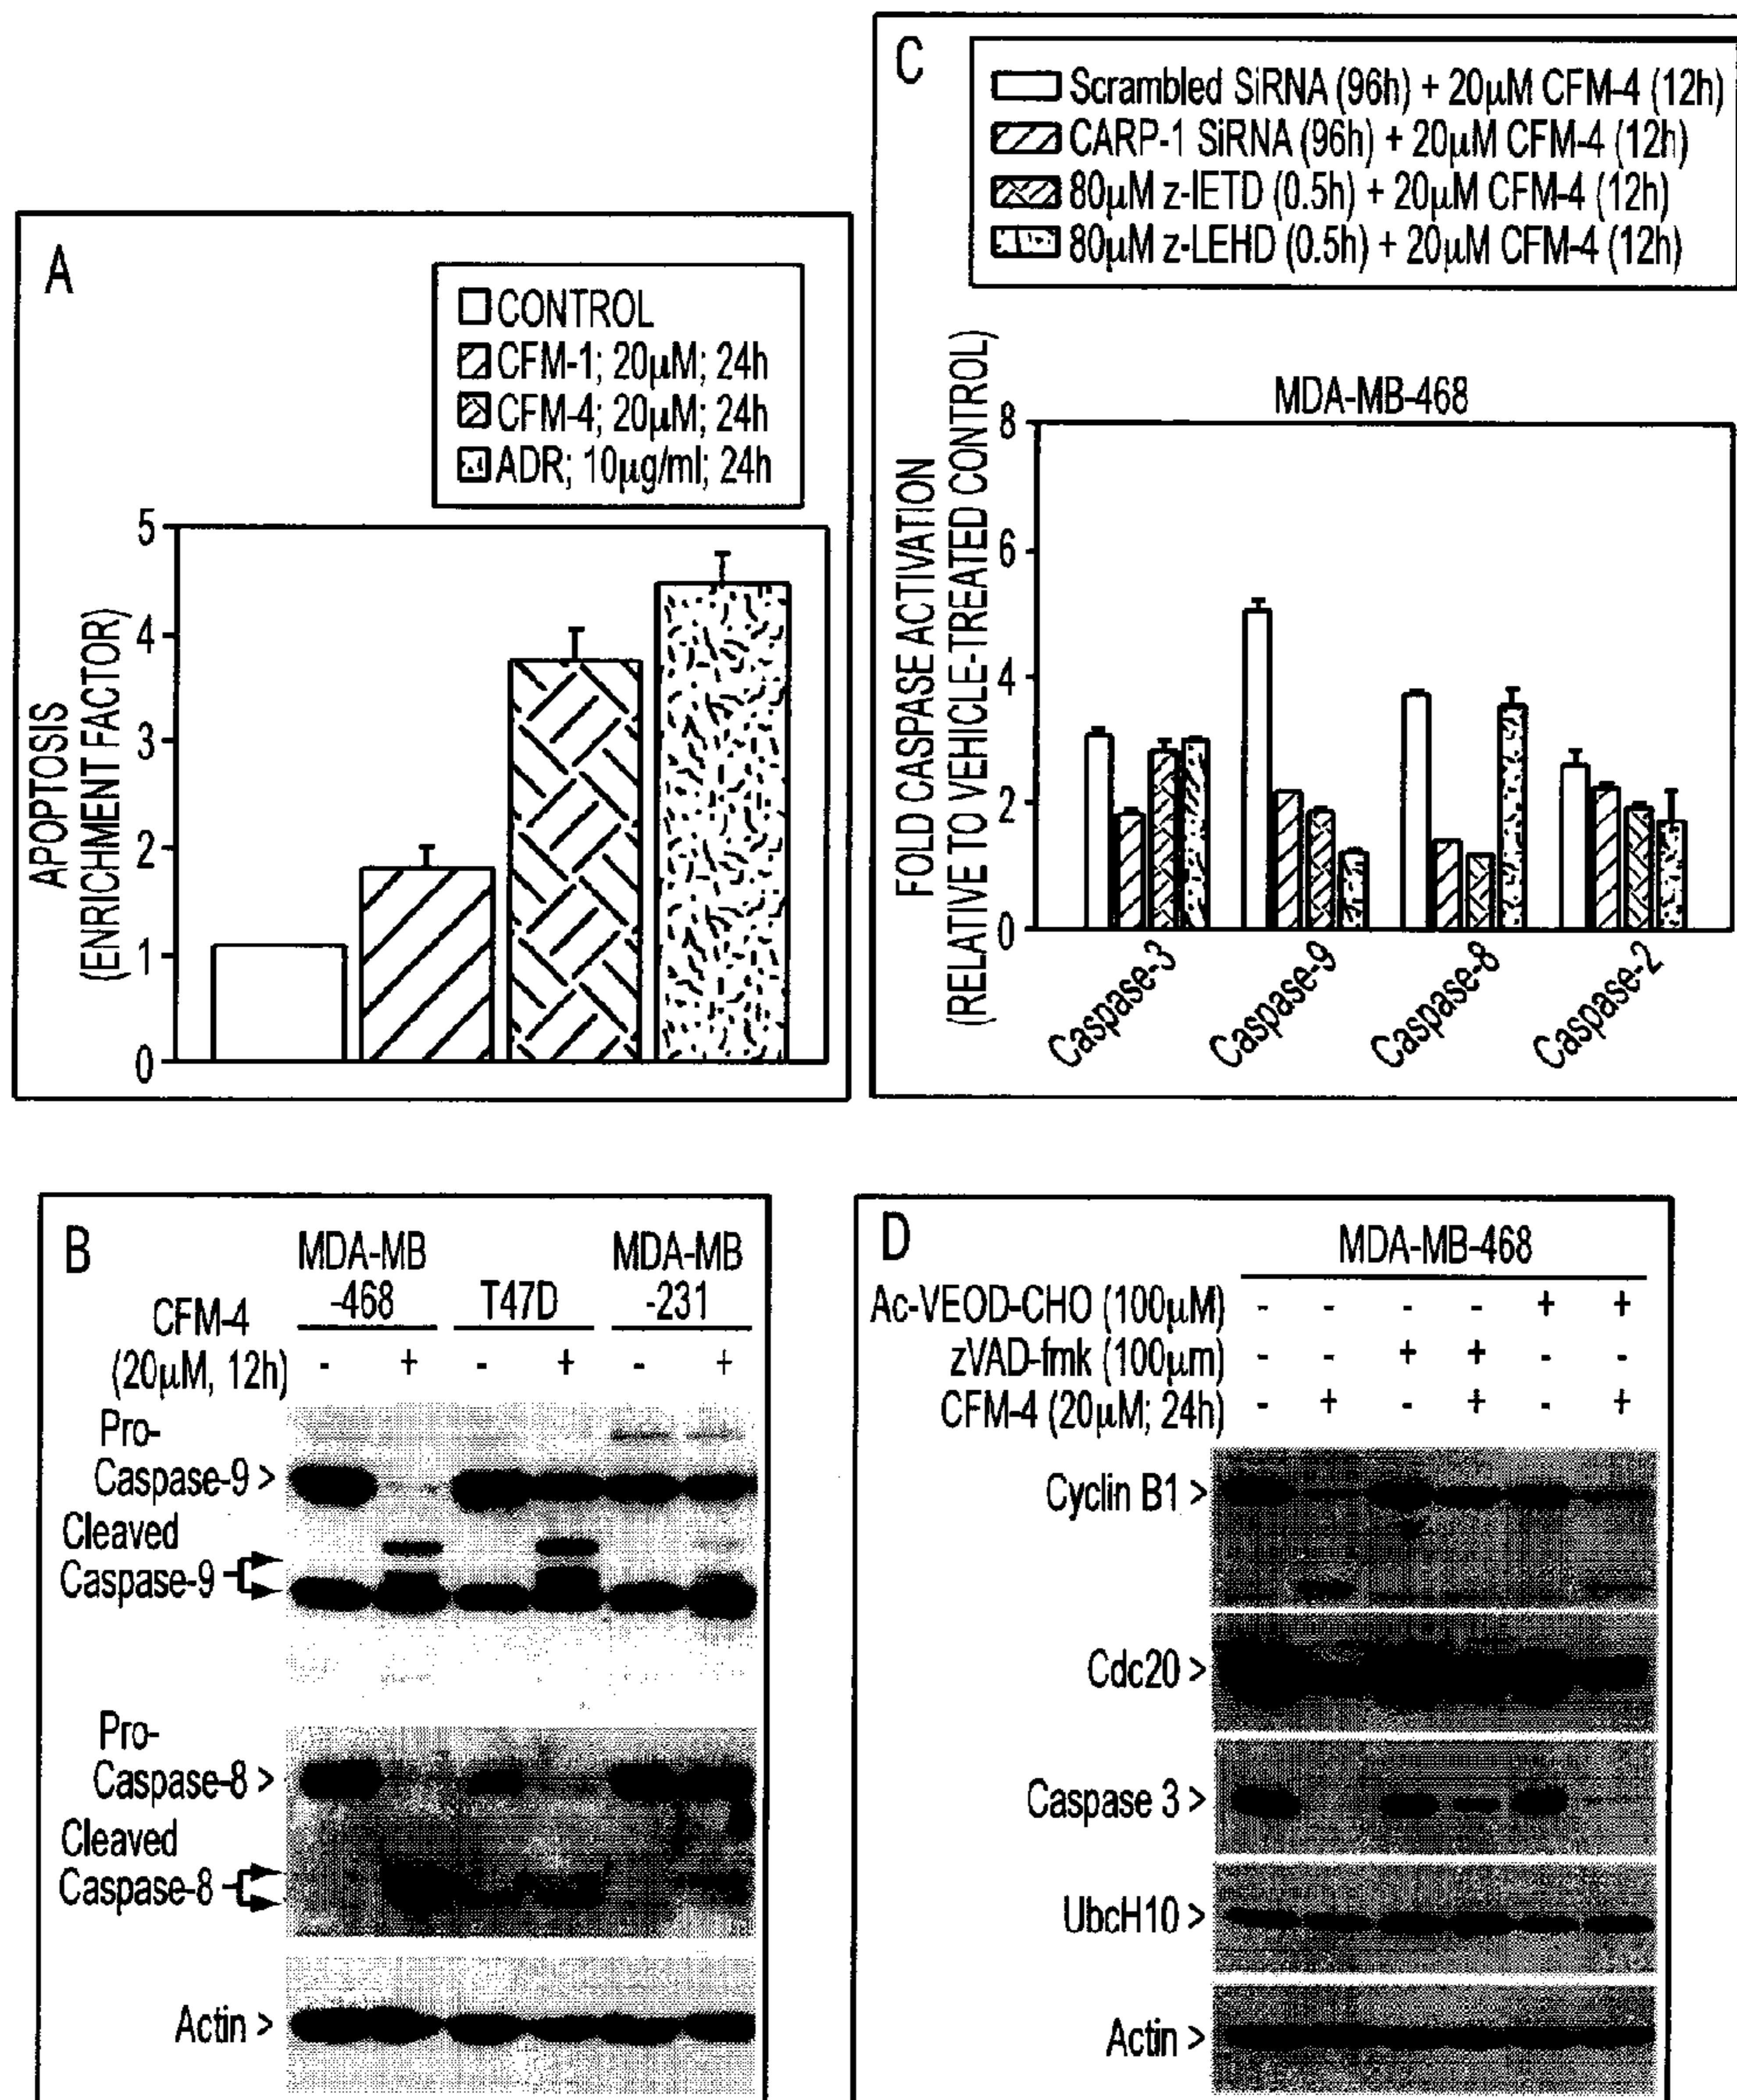 A
CONTROL
CFM-1; 20µM; 24h
CFM-4; 20µM; 24h
ADR; 10µg/ml; 24h
APOPTOSIS
(ENRICHMENT FACTOR)
5
4
3
2
1
0
C
Scrambled SiRNA (96h) + 20µM CFM-4 (12h)
CARP-1 SiRNA (96h) + 20µM CFM-4 (12h)
80µM z-IETD (0.5h) + 20µM CFM-4 (12h)
80µM z-LEHD (0.5h) + 20µM CFM-4 (12h)
MDA-MB-468
FOLD CASPASE ACTIVATION
(RELATIVE TO VEHICLE-TREATED CONTROL)
8
6
4
2
0
Caspase-3
Caspase-9
Caspase-8
Caspase-2
B
MDA-MB
-468
T47D
MDA-MB
-231
CFM-4
(20µM, 12h)
- + - + - +
Pro-
Caspase-9 >
Cleaved
Caspase-9
Pro-
Caspase-8 >
Cleaved
Caspase-8
Actin >
D
MDA-MB-468
Ac-VEOD-CHO (100µM) - - - - + +
zVAD-fmk (100µm) - - + + - -
CFM-4 (20µM; 24h) - + - + - +
Cyclin B1 >
Cdc20 >
Caspase 3 >
UbcH10 >
Actin >